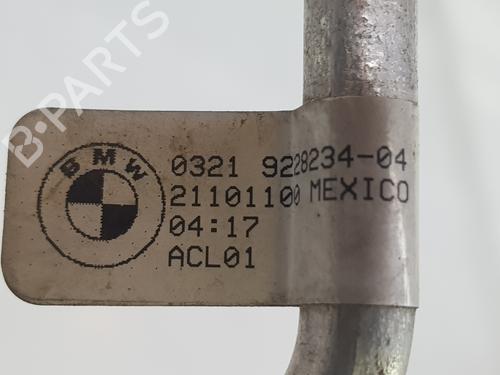 B-PARTS
BMW
0321 9228234-04
21101100 MEXICO
04:17
ACL01